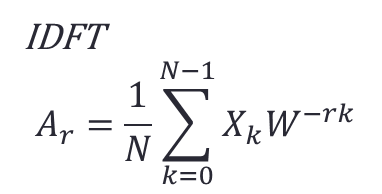 IDFT
A_r = \frac{1}{N} \sum_{k=0}^{N-1} X_k W^{-rk}